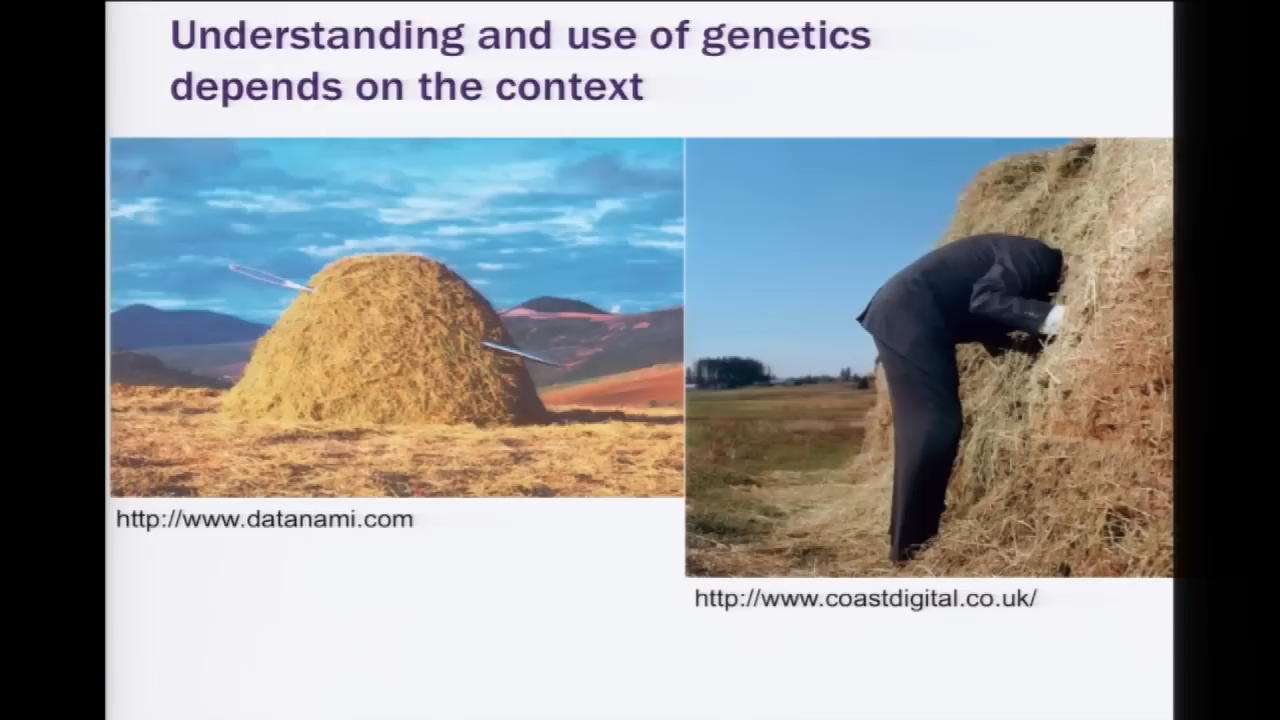 Understanding and use of genetics
depends on the context
http://www.datanami.com
http://www.coastdigital.co.uk/